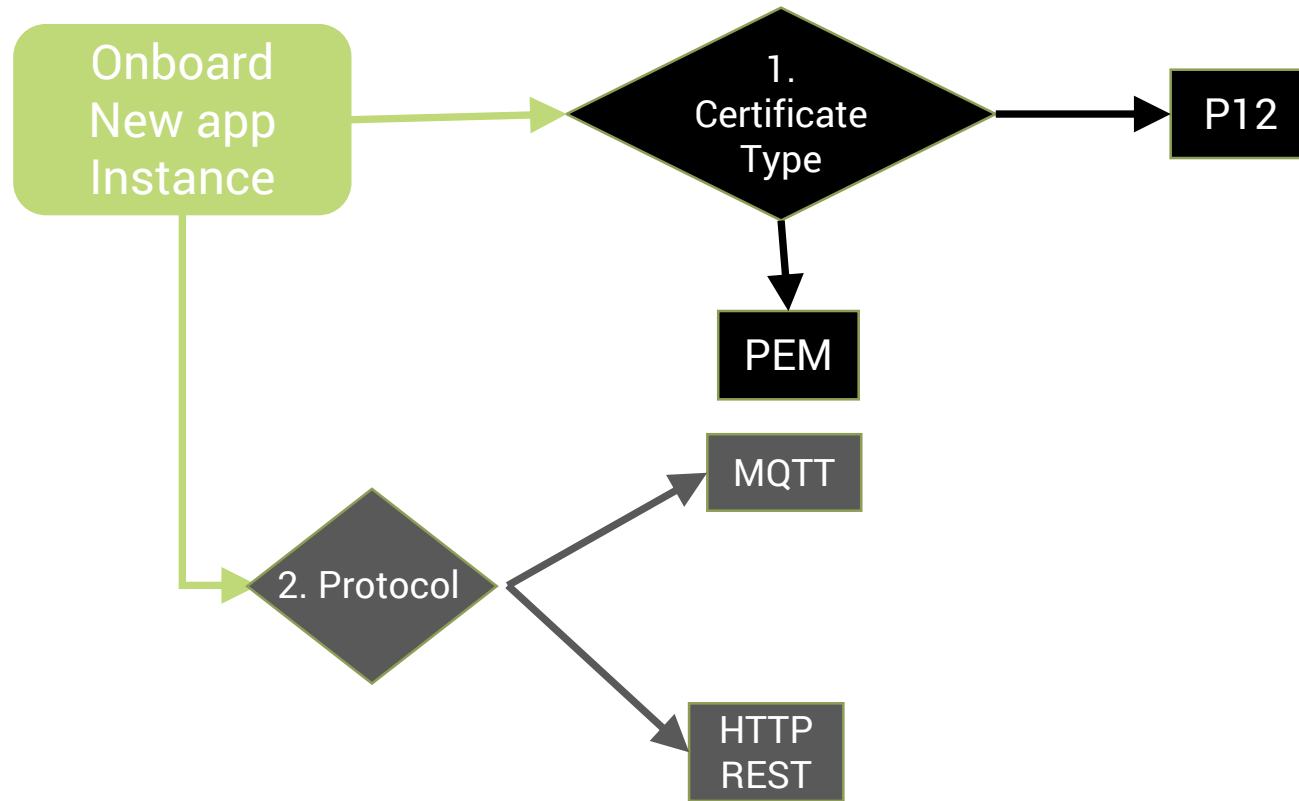 Onboard
New app
Instance
1.
Certificate
Type
P12
PEM
MQTT
2. Protocol
HTTP
REST